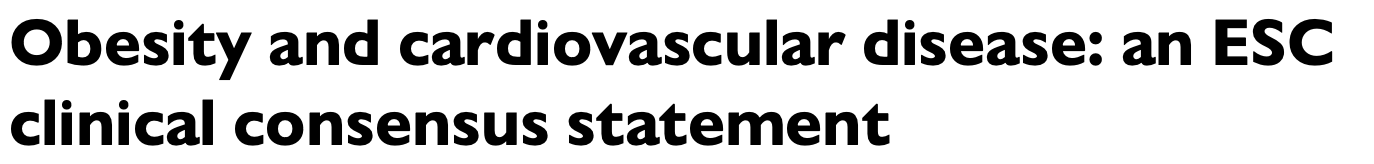 Obesity and cardiovascular disease: an ESC
clinical consensus statement